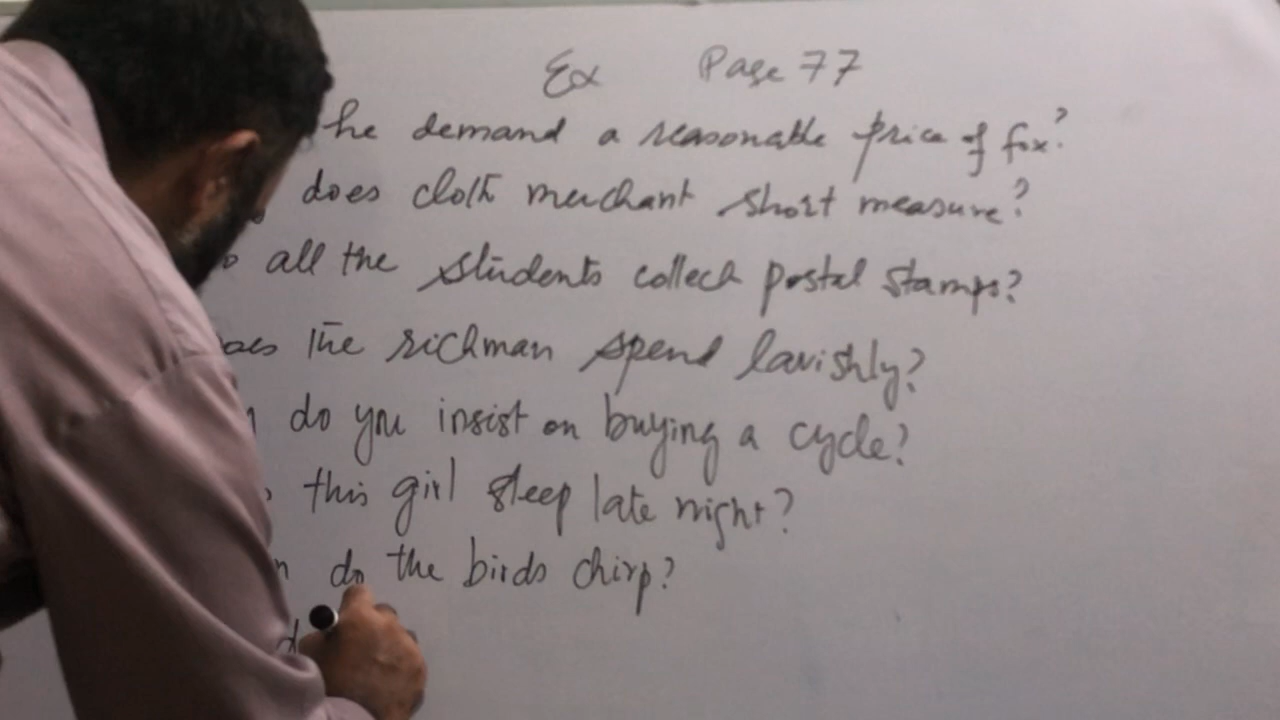 Ex Page 77
he demand a reasonable price of fox?
does cloth merchant short measure?
all the students collect postal stamps?
oes the richman spend lavishly?
do you insist on buying a cycle?
this girl sleep late night?
n do the birds chirp?
d